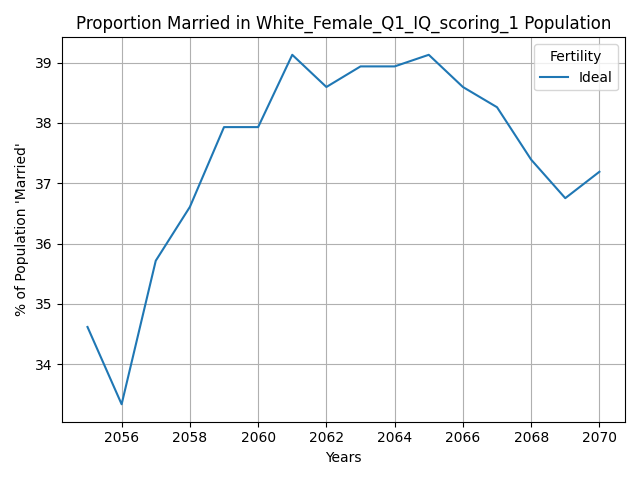 Proportion Married in White_Female_Q1_IQ_scoring_1 Population
Fertility
Ideal
% of Population 'Married'
39
38
37
36
35
34
2056 2058 2060 2062 2064 2066 2068 2070
Years